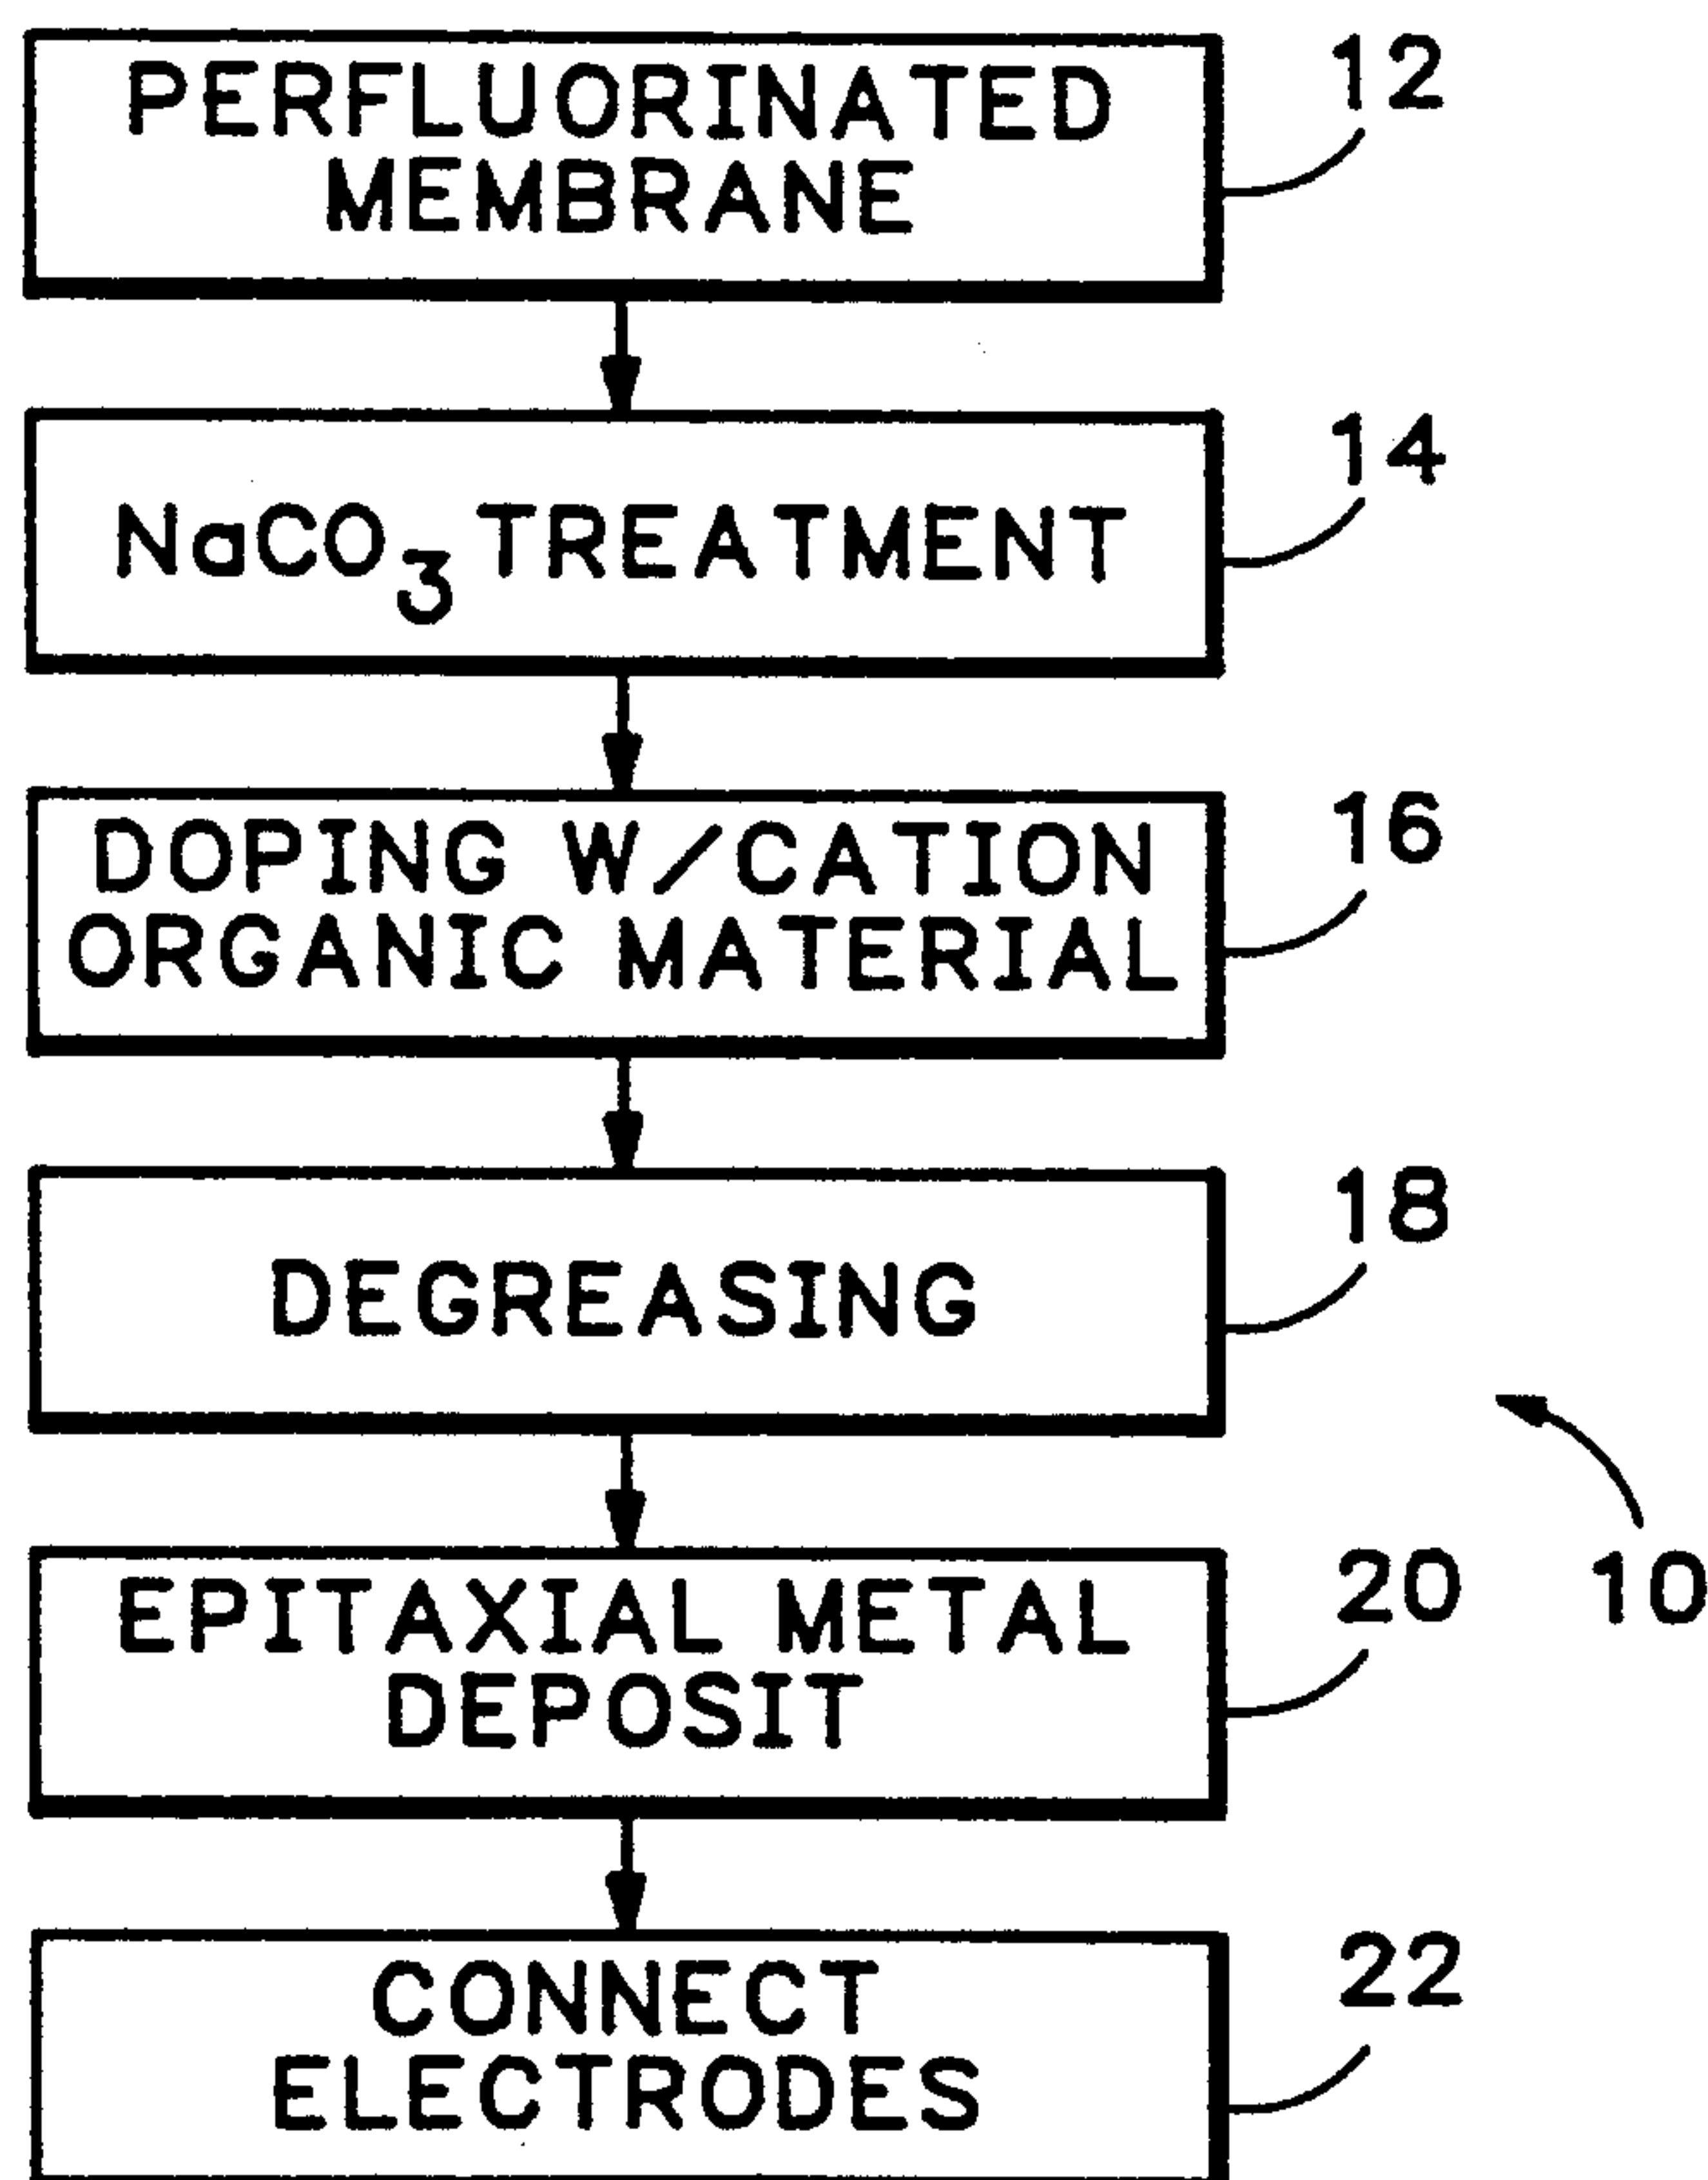 PERFLUORINATED
MEMBRANE
12
NaCO₃ TREATMENT
14
DOPING W/CATION
ORGANIC MATERIAL
16
DEGREASING
18
EPITAXIAL METAL
DEPOSIT
20
10
CONNECT
ELECTRODES
22